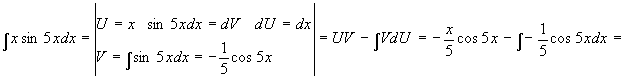 ∫x sin 5xdx = | U = x sin 5xdx = dV dU = dx
V = ∫sin 5xdx = −1/5 cos 5x | = UV − ∫VdU = −x/5 cos 5x − ∫−1/5 cos 5xdx =